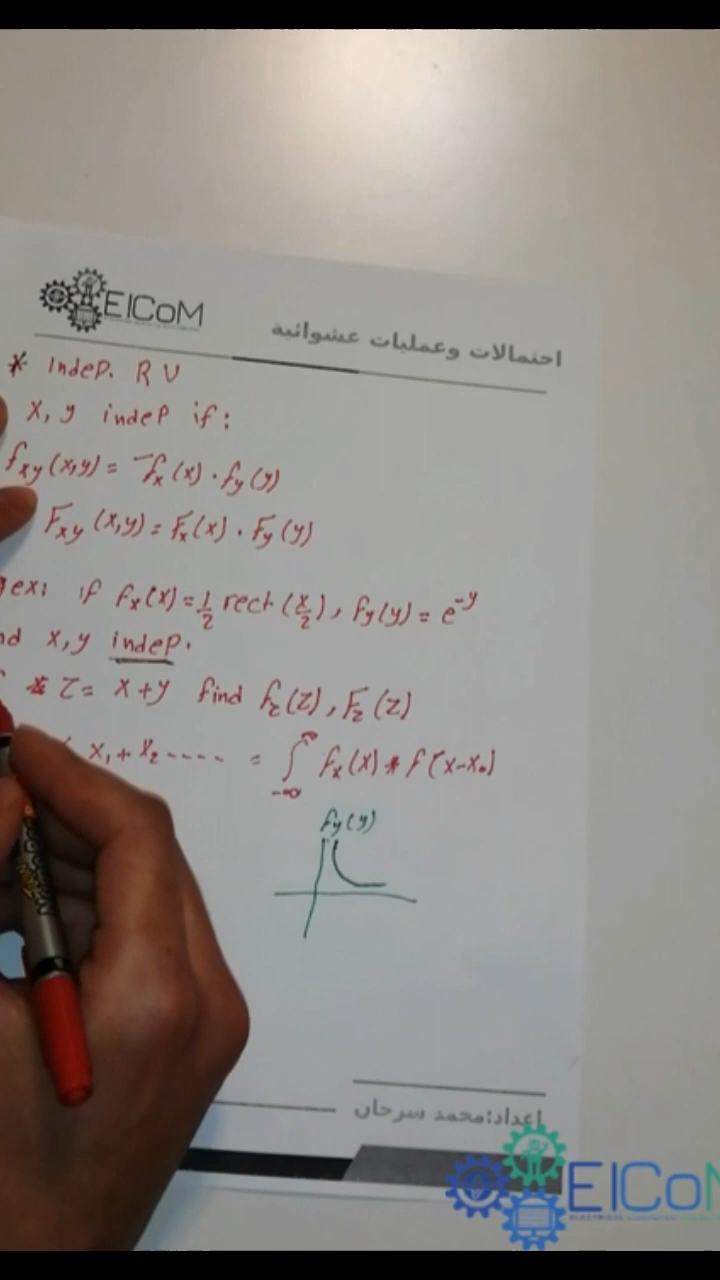 EICoM
احتمالات وعمليات عشوائية
* IndeP. R V
X, y indeP if:
fxy(x,y) = fx(x) . fy(y)
Fxy(x,y) = Fx(x) . Fy(y)
ex: if fx(x) = 1/2 rect(x/2), fy(y) = e^-y
nd x,y indeP.
* Z = x+y find fz(z), Fz(z)
x1 + x2 ---- = ∫_-∞^∞ fx(x) * f(x-x0)
fy(y)
اعداد:محمد سرحان
EICoM